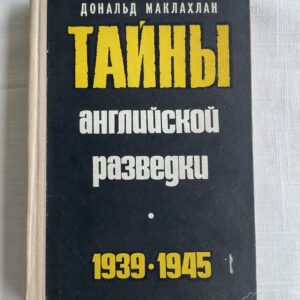 ДОНАЛЬД МАКЛАХЛАН
ТАЙНЫ
английской
разведки
1939·1945